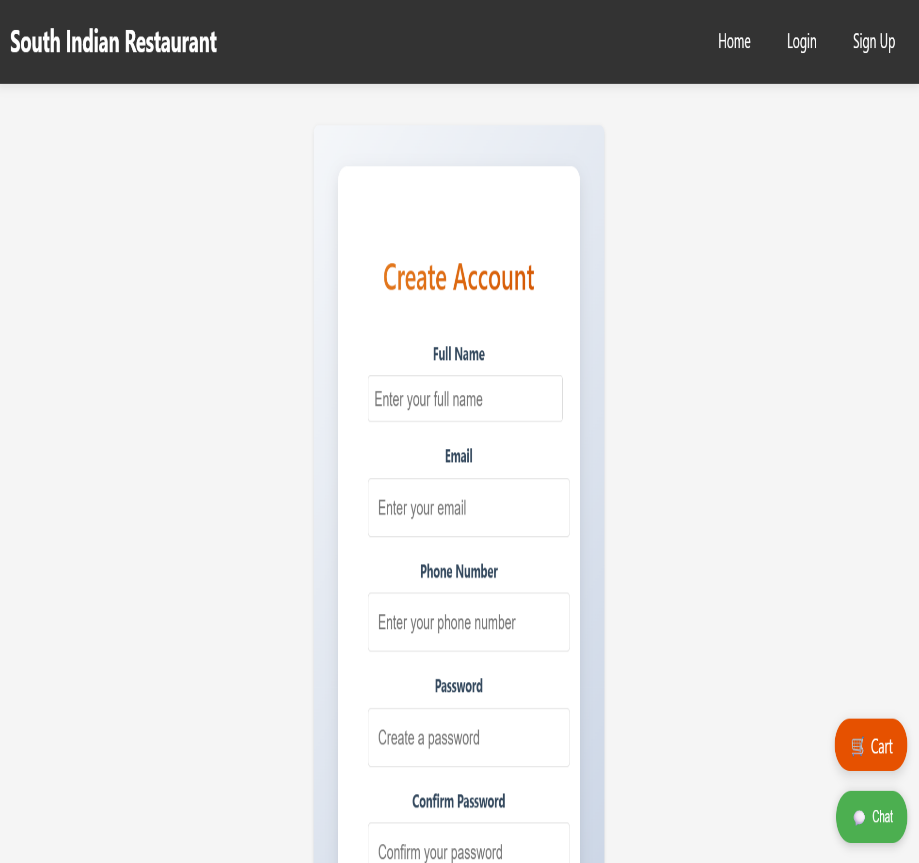 South Indian Restaurant
Home Login Sign Up
Create Account
Full Name
Enter your full name
Email
Enter your email
Phone Number
Enter your phone number
Password
Create a password
Confirm Password
Confirm your password
Cart
Chat